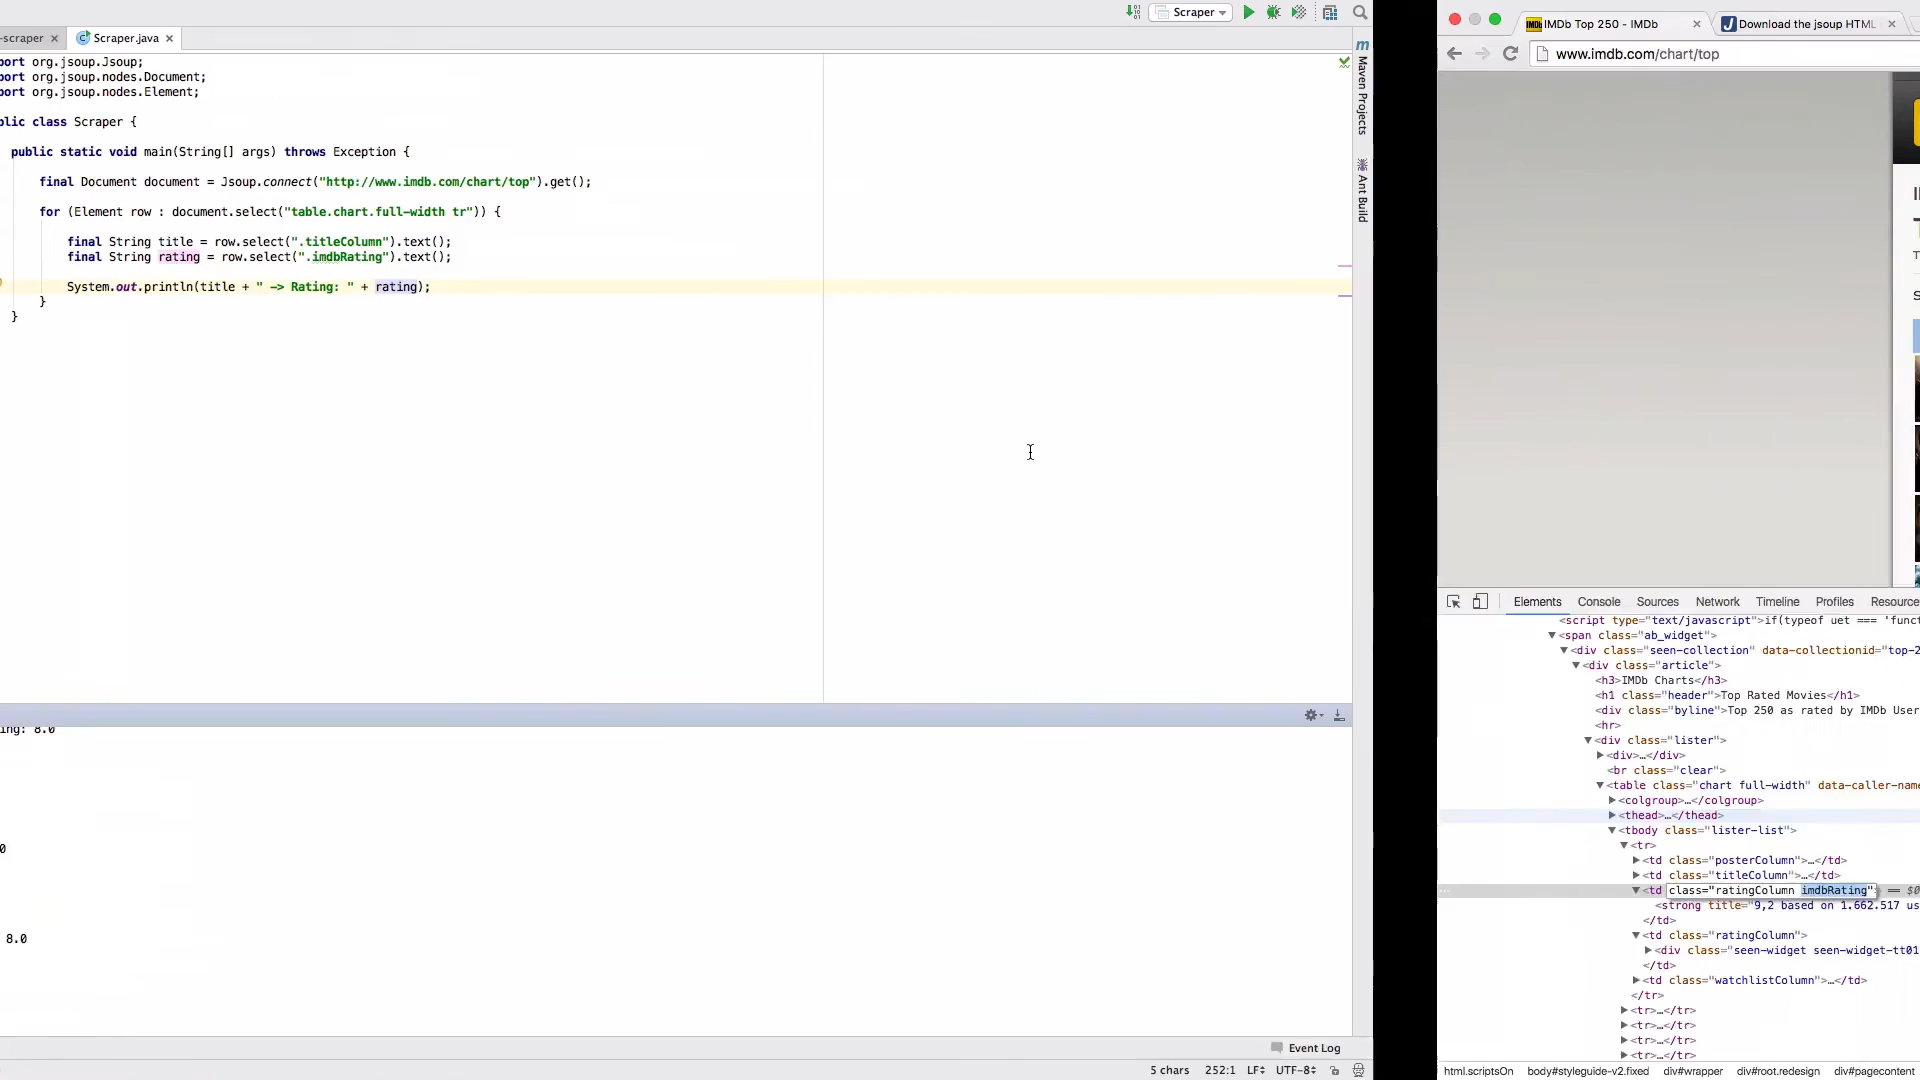 Scraper
-scraper
Scraper.java
port org.jsoup.Jsoup;
port org.jsoup.nodes.Document;
port org.jsoup.nodes.Element;
blic class Scraper {
public static void main(String[] args) throws Exception {
final Document document = Jsoup.connect("http://www.imdb.com/chart/top").get();
for (Element row : document.select("table.chart.full-width tr")) {
final String title = row.select(".titleColumn").text();
final String rating = row.select(".imdbRating").text();
System.out.println(title + " -> Rating: " + rating);
}
}
Maven Projects
Ant Build
ing: 8.0
0
8.0
Event Log
5 chars 252:1 LF÷ UTF-8÷
IMDb Top 250 - IMDb
Download the jsoup HTML
www.imdb.com/chart/top
Elements Console Sources Network Timeline Profiles Resource
<script type="text/javascript">if(typeof uet === 'funct
<span class="ab_widget">
<div class="seen-collection" data-collectionid="top-2
<div class="article">
<h3>IMDb Charts</h3>
<h1 class="header">Top Rated Movies</h1>
<div class="byline">Top 250 as rated by IMDb User
<hr>
<div class="lister">
<div>…</div>
<br class="clear">
<table class="chart full-width" data-caller-name
<colgroup>…</colgroup>
<thead>…</thead>
<tbody class="lister-list">
<tr>
<td class="posterColumn">…</td>
<td class="titleColumn">…</td>
<td class="ratingColumn imdbRating" == $0
<strong title="9,2 based on 1.662.517 us
</td>
<td class="ratingColumn">
<div class="seen-widget seen-widget-tt01
</td>
<td class="watchlistColumn">…</td>
</tr>
<tr>…</tr>
<tr>…</tr>
<tr>…</tr>
<tr>…</tr>
html.scriptsOn body#styleguide-v2.fixed div#wrapper div#root.redesign div#pagecontent